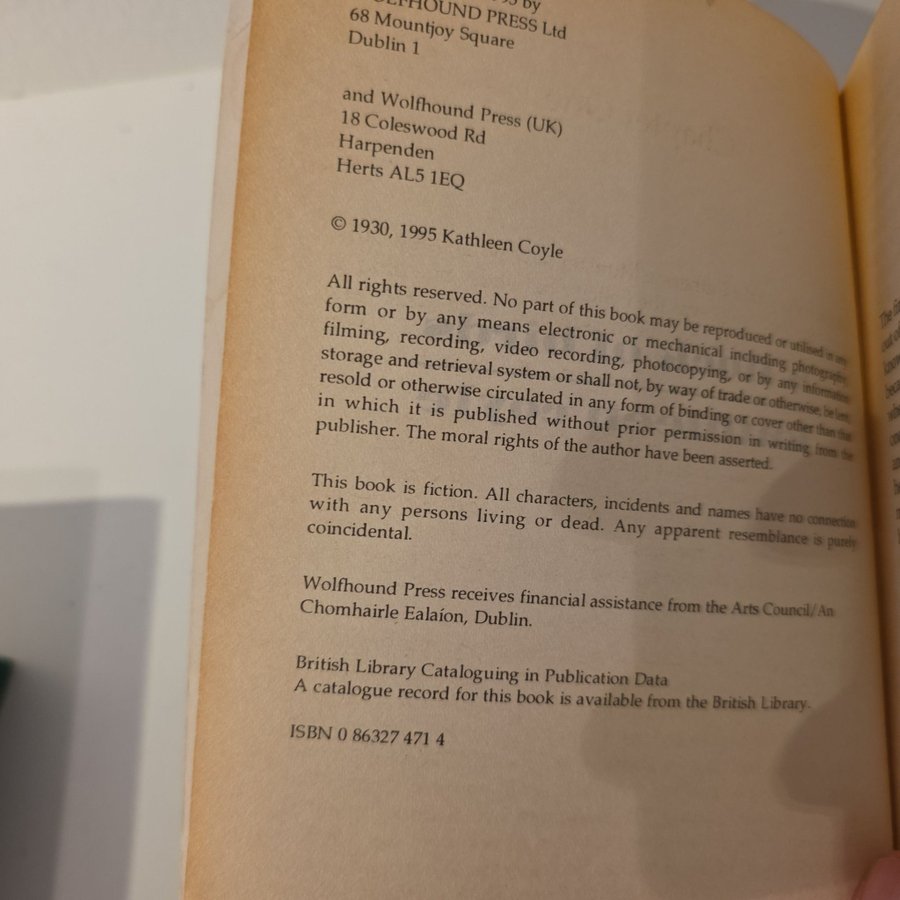 by
WOLFHOUND PRESS Ltd
68 Mountjoy Square
Dublin 1
and Wolfhound Press (UK)
18 Coleswood Rd
Harpenden
Herts AL5 1EQ
© 1930, 1995 Kathleen Coyle
All rights reserved. No part of this book may be reproduced or utilised in any
form or by any means electronic or mechanical including photography,
filming, recording, video recording, photocopying, or by any information
storage and retrieval system or shall not, by way of trade or otherwise, be lent,
resold or otherwise circulated in any form of binding or cover other than that
in which it is published without prior permission in writing from the
publisher. The moral rights of the author have been asserted.
This book is fiction. All characters, incidents and names have no connection
with any persons living or dead. Any apparent resemblance is purely
coincidental.
Wolfhound Press receives financial assistance from the Arts Council/An
Chomhairle Ealaíon, Dublin.
British Library Cataloguing in Publication Data
A catalogue record for this book is available from the British Library.
ISBN 0 86327 471 4
The